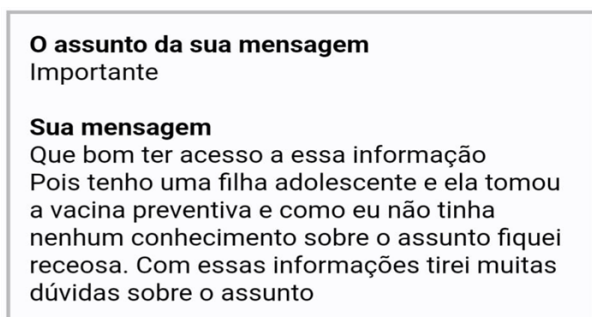 O assunto da sua mensagem
Importante
Sua mensagem
Que bom ter acesso a essa informação
Pois tenho uma filha adolescente e ela tomou
a vacina preventiva e como eu não tinha
nenhum conhecimento sobre o assunto fiquei
receosa. Com essas informações tirei muitas
dúvidas sobre o assunto